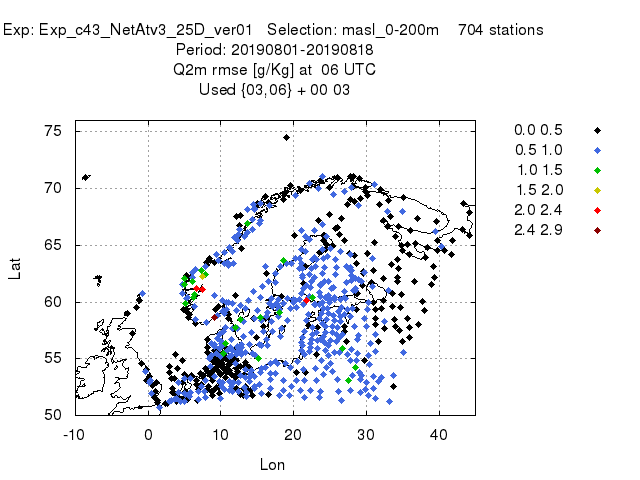 Exp: Exp_c43_NetAtv3_25D_ver01 Selection: masl_0-200m 704 stations
Period: 20190801-20190818
Q2m rmse [g/Kg] at 06 UTC
Used {03,06} + 00 03
75
70
65
60
55
50
Lat
-10 0 10 20 30 40
Lon
0.0 0.5
0.5 1.0
1.0 1.5
1.5 2.0
2.0 2.4
2.4 2.9